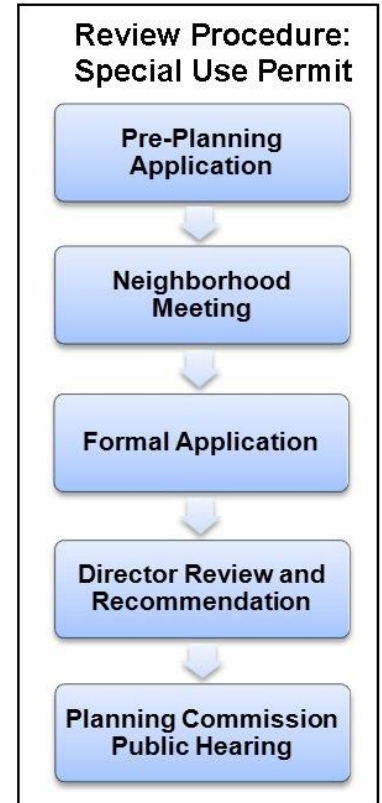 Review Procedure:
Special Use Permit
Pre-Planning
Application
Neighborhood
Meeting
Formal Application
Director Review and
Recommendation
Planning Commission
Public Hearing